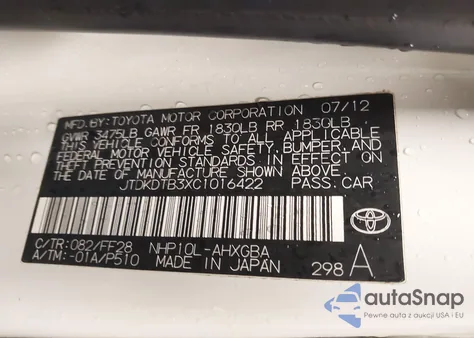 MFD.BY:TOYOTA MOTOR CORPORATION 07/12
GVWR 3475LB GAWR FR 1830LB RR 1830LB
THIS VEHICLE CONFORMS TO ALL APPLICABLE
FEDERAL MOTOR VEHICLE SAFETY, BUMPER, AND
THEFT PREVENTION STANDARDS IN EFFECT ON
THE DATE OF MANUFACTURE SHOWN ABOVE.
JTDKDTB3XC1016422 PASS.CAR
TOYOTA
C/TR:082/FF28 NHP10L-AHXGBA
A/TM:-01A/P510 MADE IN JAPAN 298 A
autoSnap
Pewne auta z aukcji USA i EU